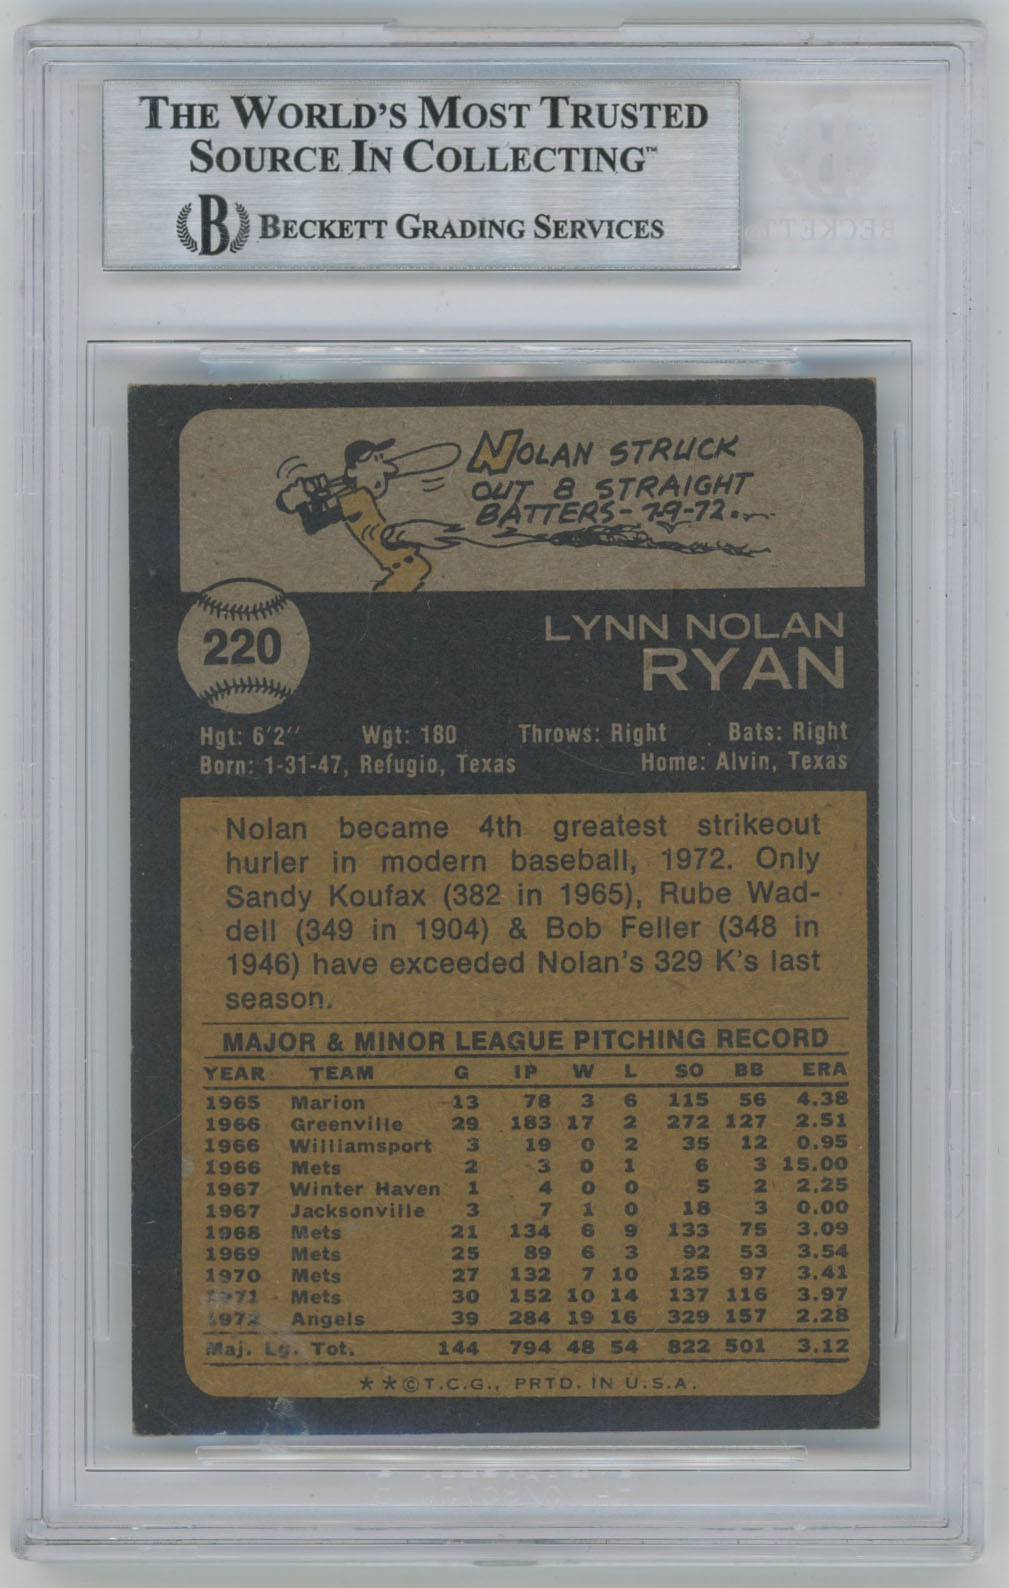 THE WORLD'S MOST TRUSTED
SOURCE IN COLLECTING™
B BECKETT GRADING SERVICES
BECKETT
NOLAN STRUCK
OUT 8 STRAIGHT
BATTERS-7-9-72...
220
LYNN NOLAN
RYAN
Hgt: 6'2" Wgt: 180 Throws: Right Bats: Right
Born: 1-31-47, Refugio, Texas Home: Alvin, Texas
Nolan became 4th greatest strikeout
hurler in modern baseball, 1972. Only
Sandy Koufax (382 in 1965), Rube Wad-
dell (349 in 1904) & Bob Feller (348 in
1946) have exceeded Nolan's 329 K's last
season.
MAJOR & MINOR LEAGUE PITCHING RECORD
YEAR TEAM G IP W L SO BB ERA
1965 Marion 13 78 3 6 115 56 4.38
1966 Greenville 29 183 17 2 272 127 2.51
1966 Williamsport 3 19 0 2 35 12 0.95
1966 Mets 2 3 0 1 6 3 15.00
1967 Winter Haven 1 4 0 0 5 2 2.25
1967 Jacksonville 3 7 1 0 18 3 0.00
1968 Mets 21 134 6 9 133 75 3.09
1969 Mets 25 89 6 3 92 53 3.54
1970 Mets 27 132 7 10 125 97 3.41
1971 Mets 30 152 10 14 137 116 3.97
1972 Angels 39 284 19 16 329 157 2.28
Maj. Lg. Tot. 144 794 48 54 822 501 3.12
**©T.C.G., PRTD. IN U.S.A.